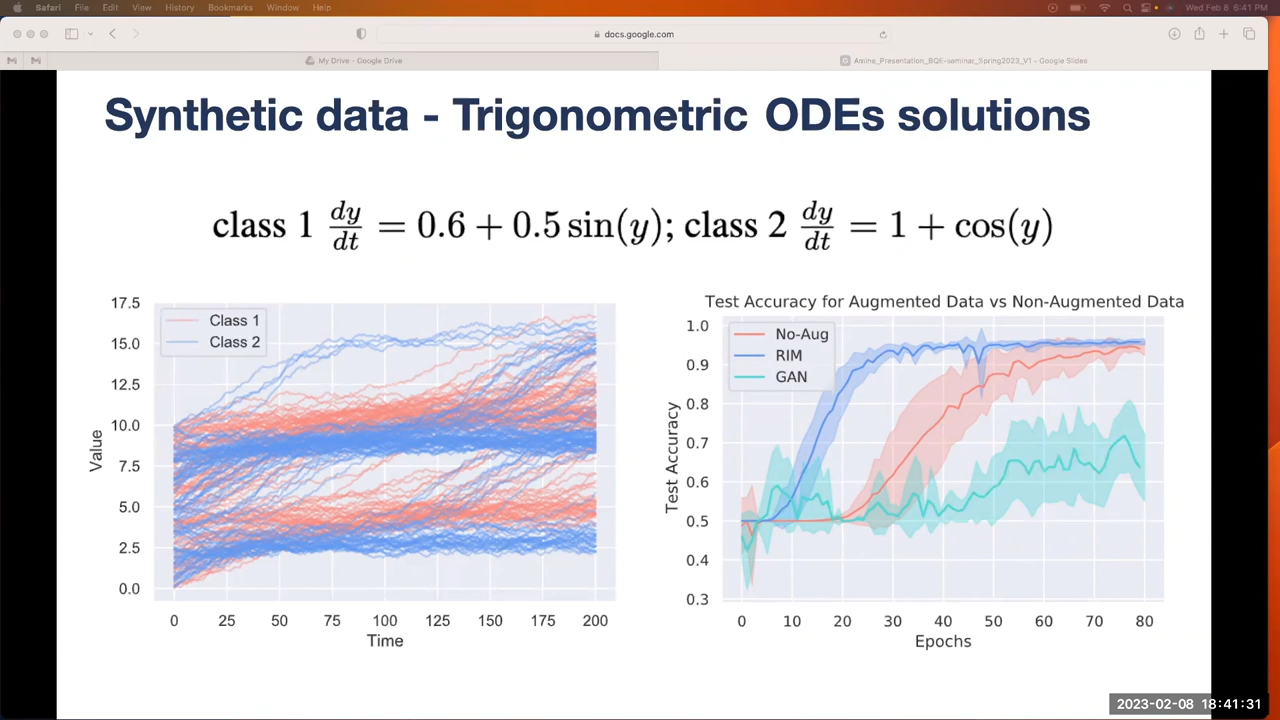 Safari File Edit View History Bookmarks Window Help Wed Feb 8 6:41 PM
docs.google.com
My Drive - Google Drive Amine_Presentation_BQE-seminar_Spring2023_V1 - Google Slides
Synthetic data - Trigonometric ODEs solutions
class 1 dy/dt = 0.6 + 0.5 sin(y); class 2 dy/dt = 1 + cos(y)
17.5
15.0
12.5
10.0
7.5
5.0
2.5
0.0
Value
Class 1
Class 2
0 25 50 75 100 125 150 175 200
Time
Test Accuracy for Augmented Data vs Non-Augmented Data
1.0
0.9
0.8
0.7
0.6
0.5
0.4
0.3
Test Accuracy
No-Aug
RIM
GAN
0 10 20 30 40 50 60 70 80
Epochs
2023-02-08 18:41:31